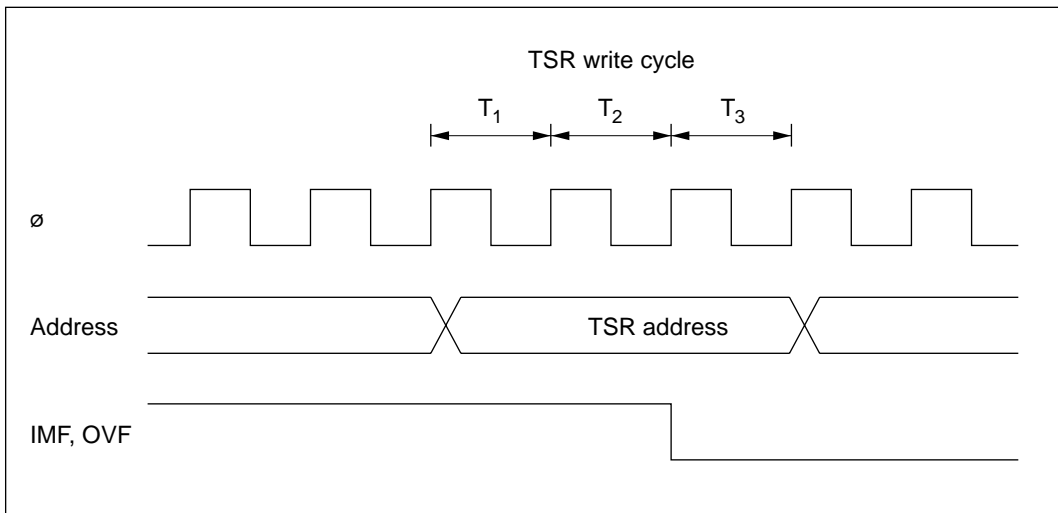 TSR write cycle
T1 T2 T3
ø
Address TSR address
IMF, OVF